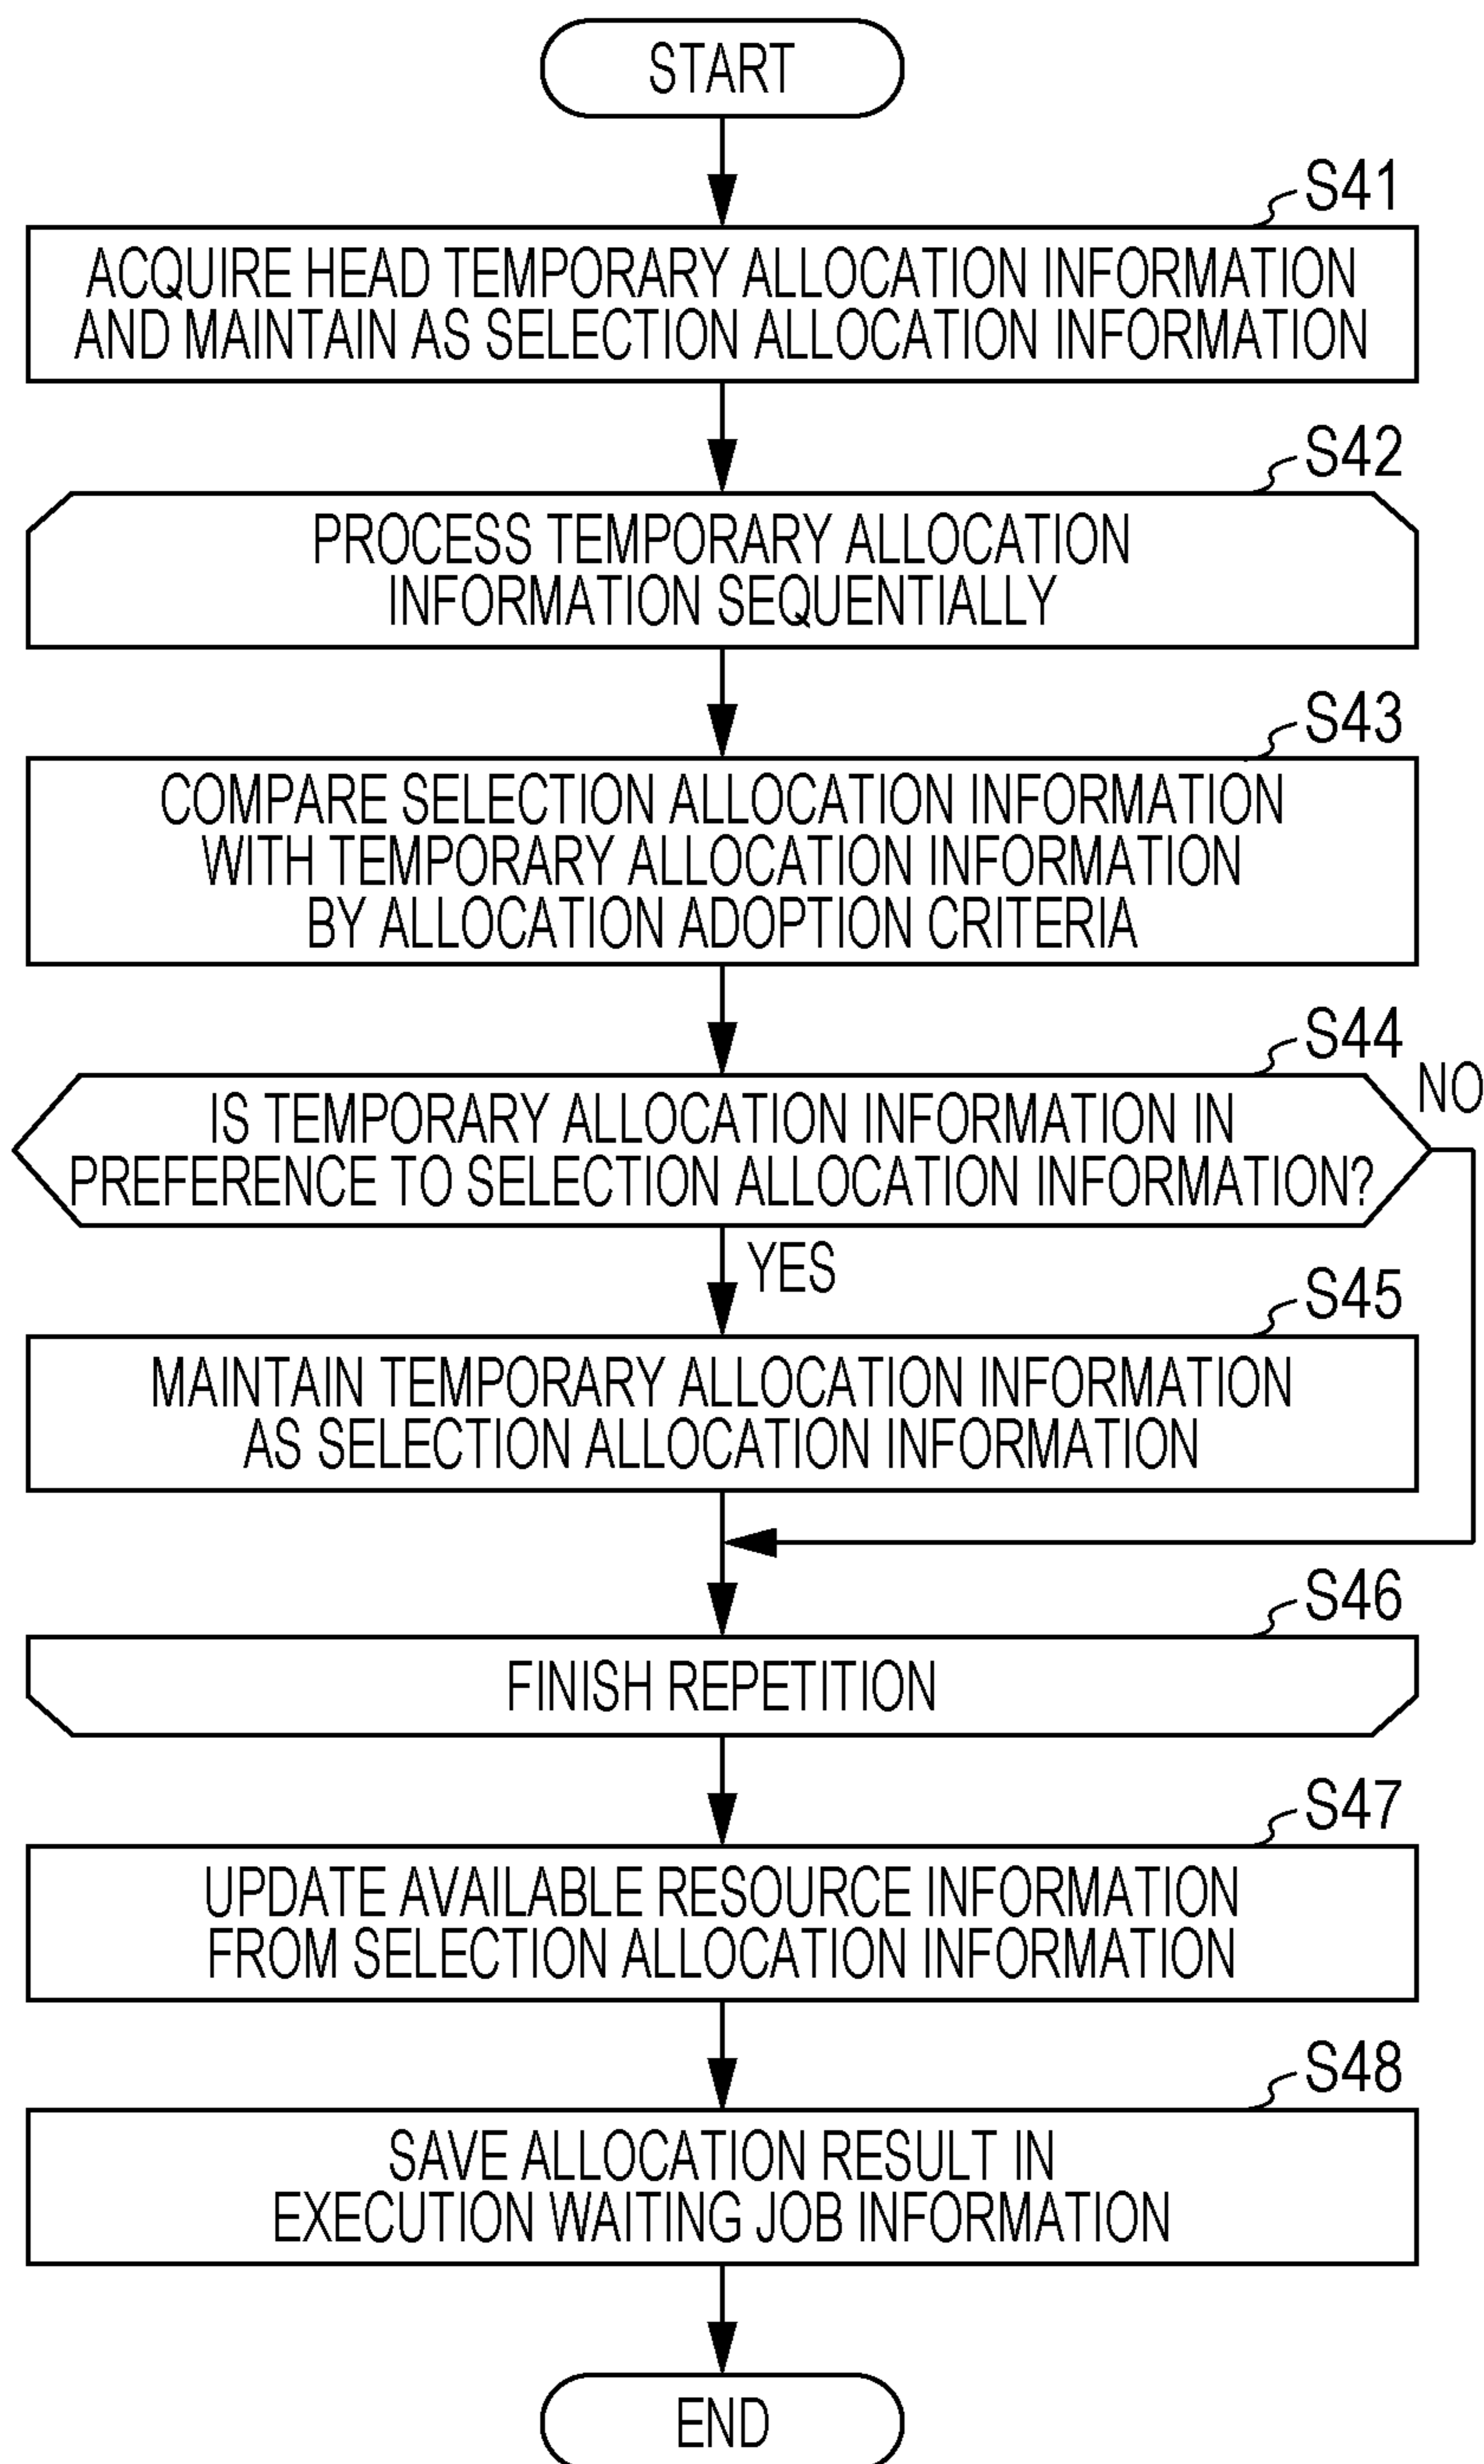 START
S41
ACQUIRE HEAD TEMPORARY ALLOCATION INFORMATION
AND MAINTAIN AS SELECTION ALLOCATION INFORMATION
S42
PROCESS TEMPORARY ALLOCATION
INFORMATION SEQUENTIALLY
S43
COMPARE SELECTION ALLOCATION INFORMATION
WITH TEMPORARY ALLOCATION INFORMATION
BY ALLOCATION ADOPTION CRITERIA
S44
NO
IS TEMPORARY ALLOCATION INFORMATION IN
PREFERENCE TO SELECTION ALLOCATION INFORMATION?
YES
S45
MAINTAIN TEMPORARY ALLOCATION INFORMATION
AS SELECTION ALLOCATION INFORMATION
S46
FINISH REPETITION
S47
UPDATE AVAILABLE RESOURCE INFORMATION
FROM SELECTION ALLOCATION INFORMATION
S48
SAVE ALLOCATION RESULT IN
EXECUTION WAITING JOB INFORMATION
END